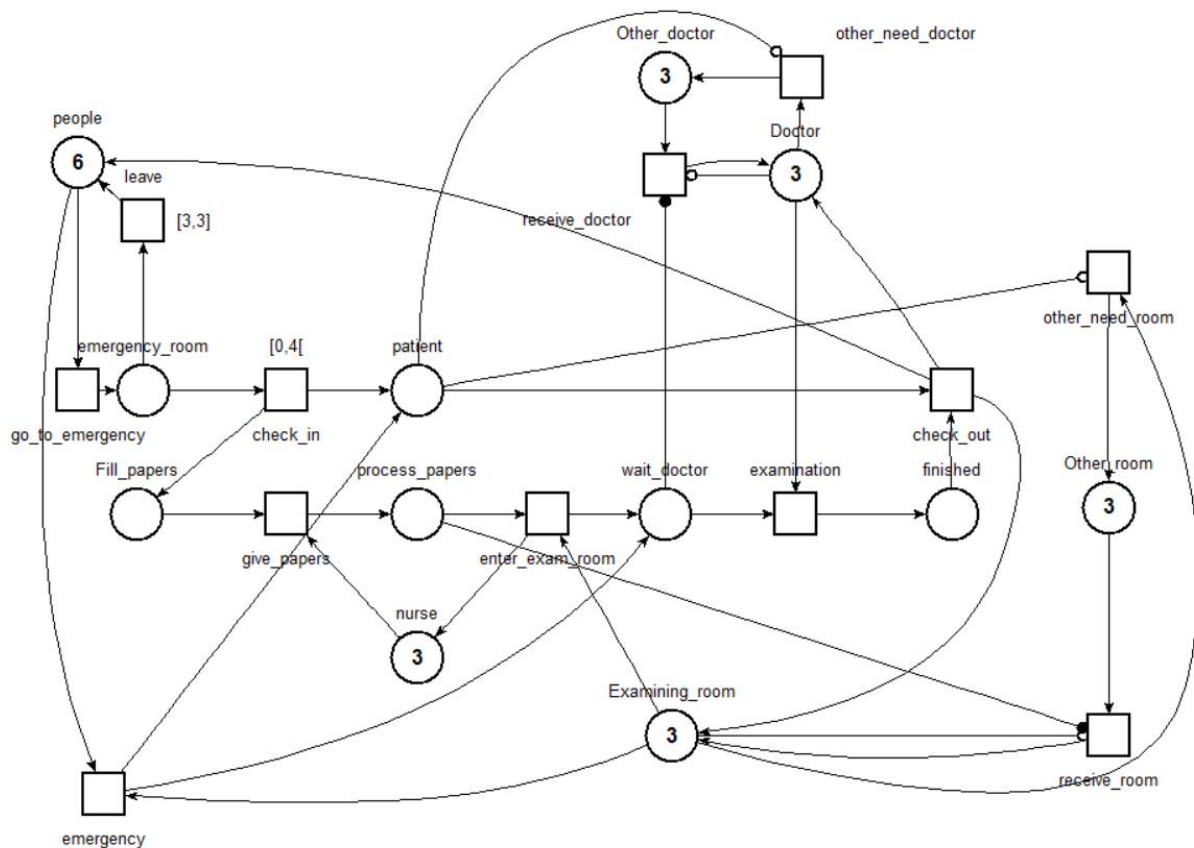 Other_doctor
other_need_doctor
3
people
Doctor
6
3
leave
[3,3]
receive_doctor
emergency_room
[0,4[
patient
other_need_room
go_to_emergency
check_in
check_out
Fill_papers
process_papers
wait_doctor
examination
finished
Other_room
3
give_papers
enter_exam_room
nurse
3
Examining_room
3
receive_room
emergency